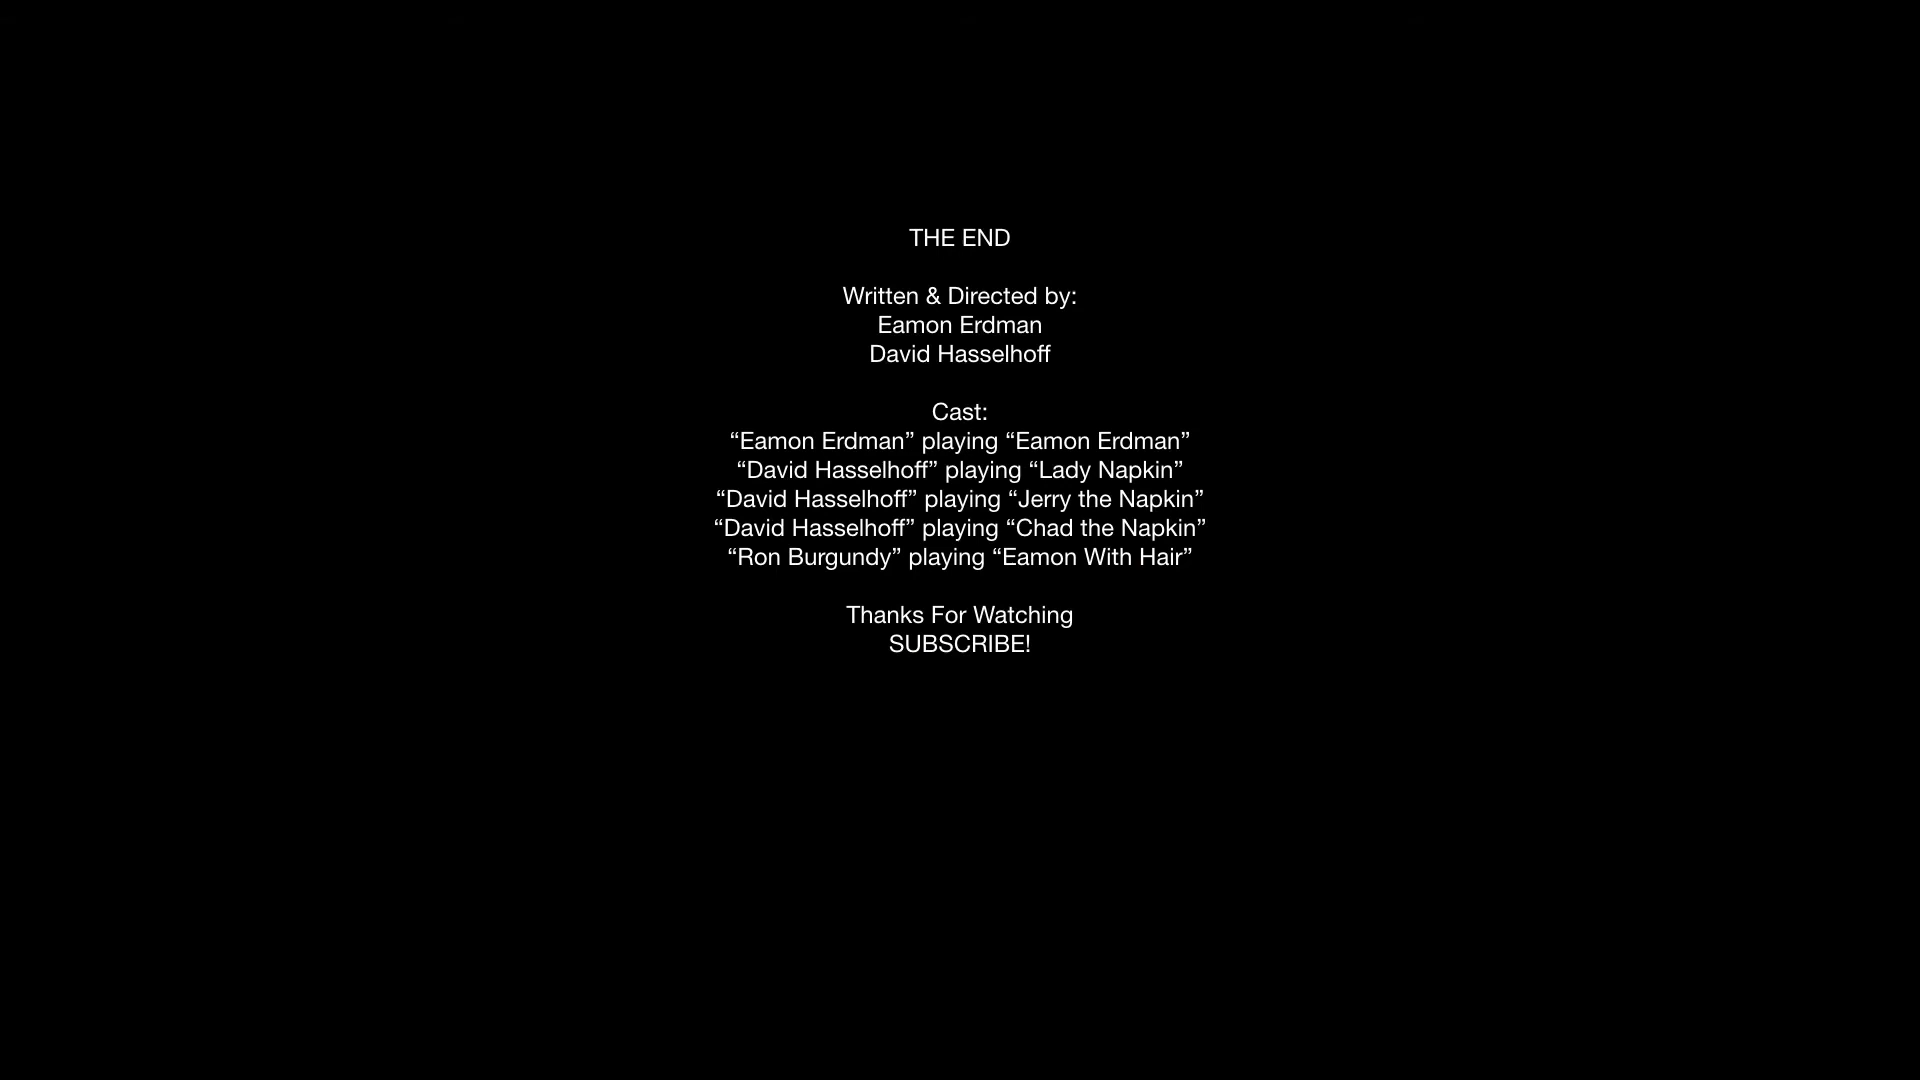 THE END
Written & Directed by:
Eamon Erdman
David Hasselhoff
Cast:
“Eamon Erdman” playing “Eamon Erdman”
“David Hasselhoff” playing “Lady Napkin”
“David Hasselhoff” playing “Jerry the Napkin”
“David Hasselhoff” playing “Chad the Napkin”
“Ron Burgundy” playing “Eamon With Hair”
Thanks For Watching
SUBSCRIBE!